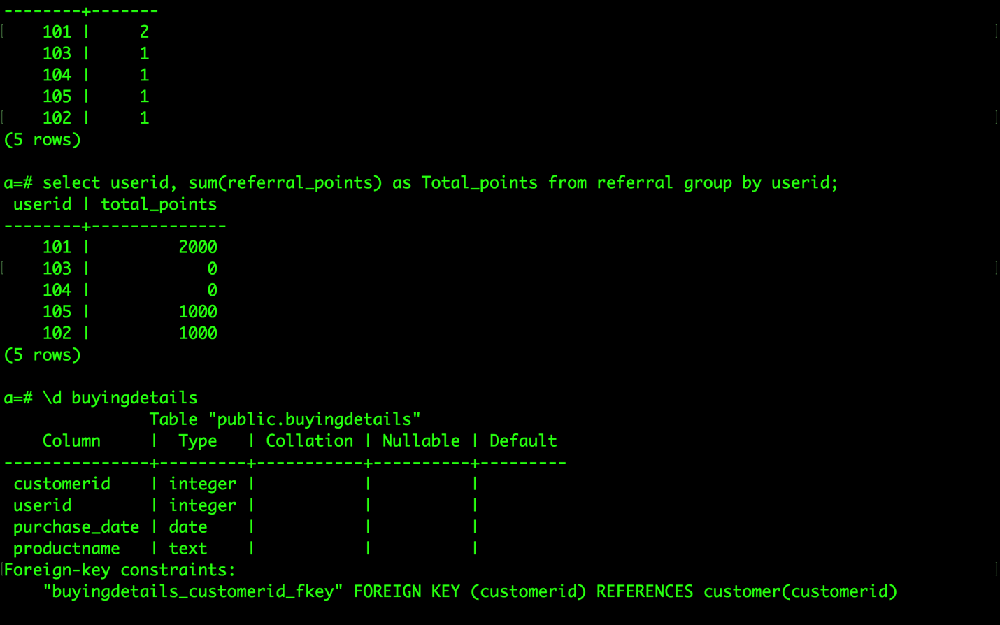 --------+-------
    101 |     2
    103 |     1
    104 |     1
    105 |     1
    102 |     1
(5 rows)

a=# select userid, sum(referral_points) as Total_points from referral group by userid;
 userid | total_points
--------+--------------
    101 |         2000
    103 |            0
    104 |            0
    105 |         1000
    102 |         1000
(5 rows)

a=# \d buyingdetails
               Table "public.buyingdetails"
    Column     |  Type   | Collation | Nullable | Default
---------------+---------+-----------+----------+---------
 customerid    | integer |           |          |
 userid        | integer |           |          |
 purchase_date | date    |           |          |
 productname   | text    |           |          |
Foreign-key constraints:
    "buyingdetails_customerid_fkey" FOREIGN KEY (customerid) REFERENCES customer(customerid)